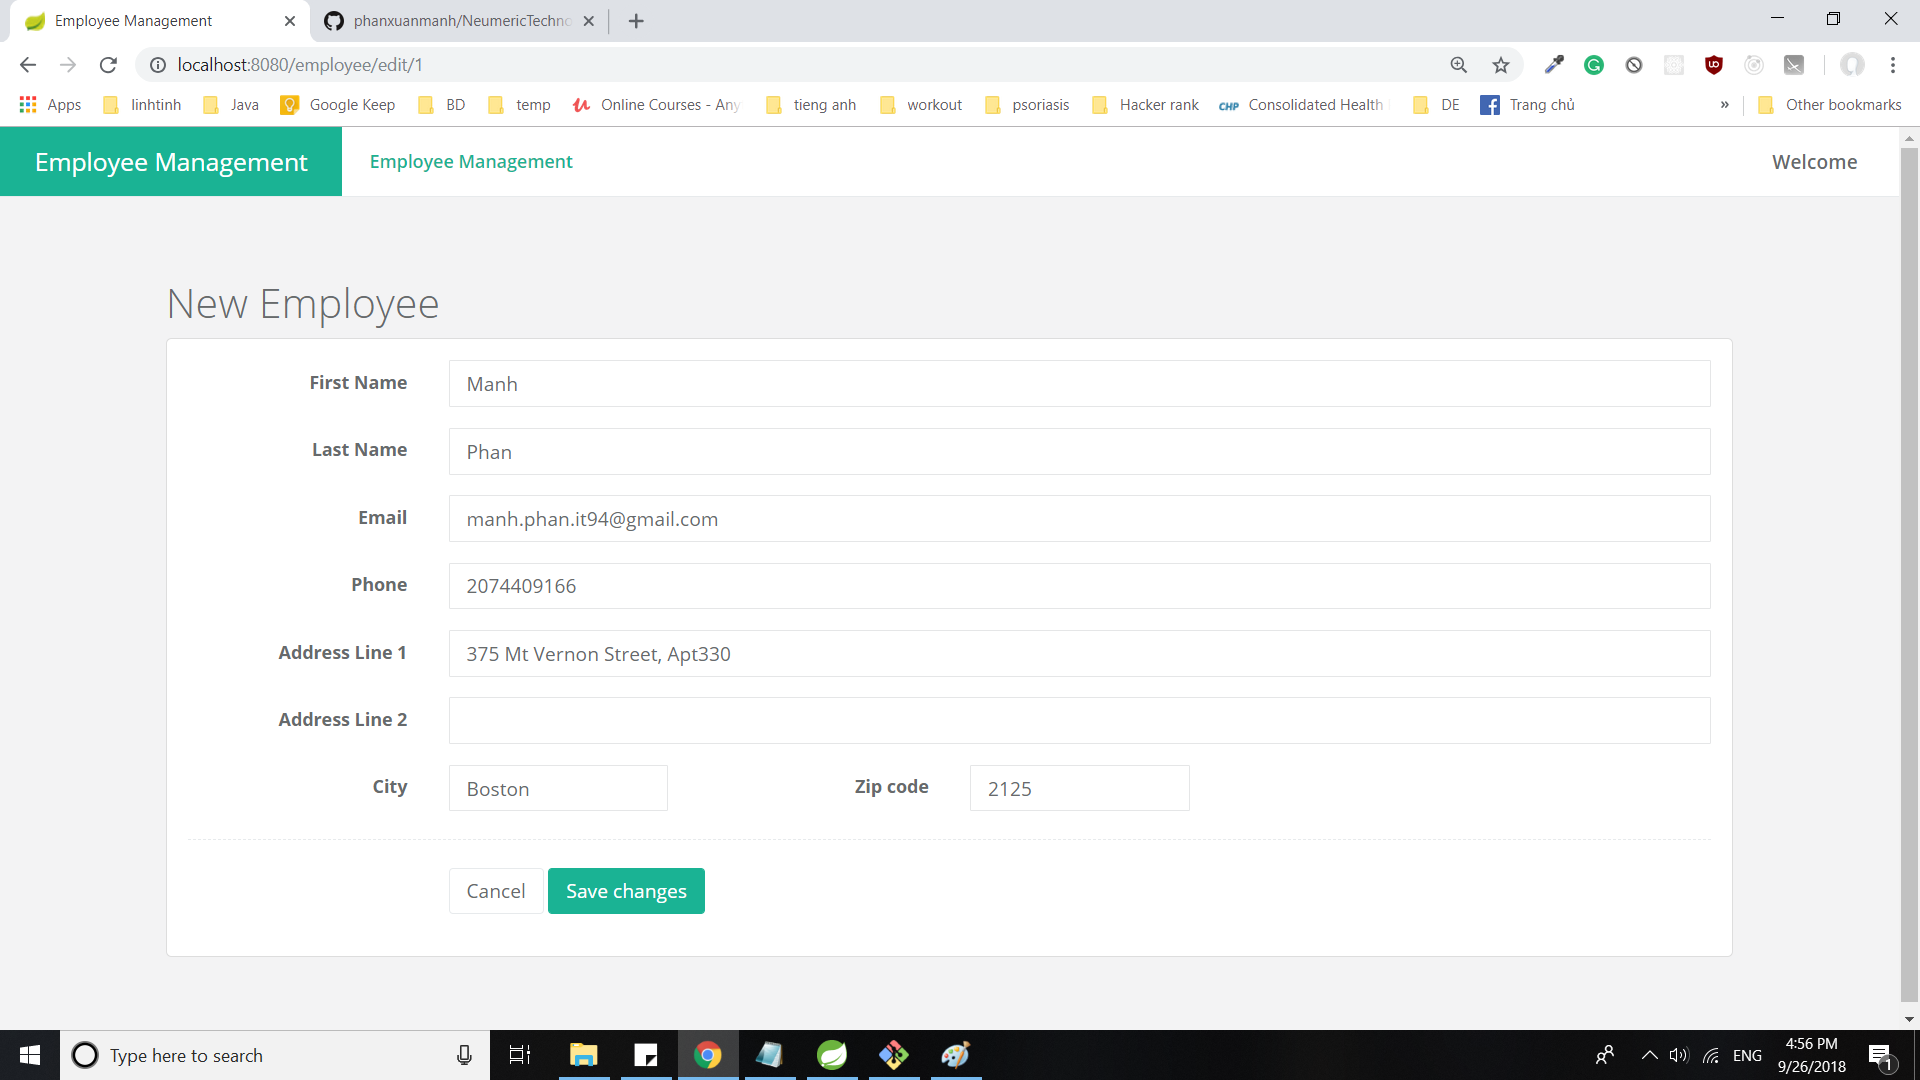 Employee Management
phanxuanmanh/NeumericTechno
localhost:8080/employee/edit/1
Apps
linhtinh
Java
Google Keep
BD
temp
Online Courses - Any
tieng anh
workout
psoriasis
Hacker rank
CHP
Consolidated Health
DE
Trang chủ
»
Other bookmarks
Employee Management
Employee Management
Welcome
New Employee
First Name
Manh
Last Name
Phan
Email
manh.phan.it94@gmail.com
Phone
2074409166
Address Line 1
375 Mt Vernon Street, Apt330
Address Line 2
City
Boston
Zip code
2125
Cancel
Save changes
Type here to search
ENG
4:56 PM
9/26/2018
1